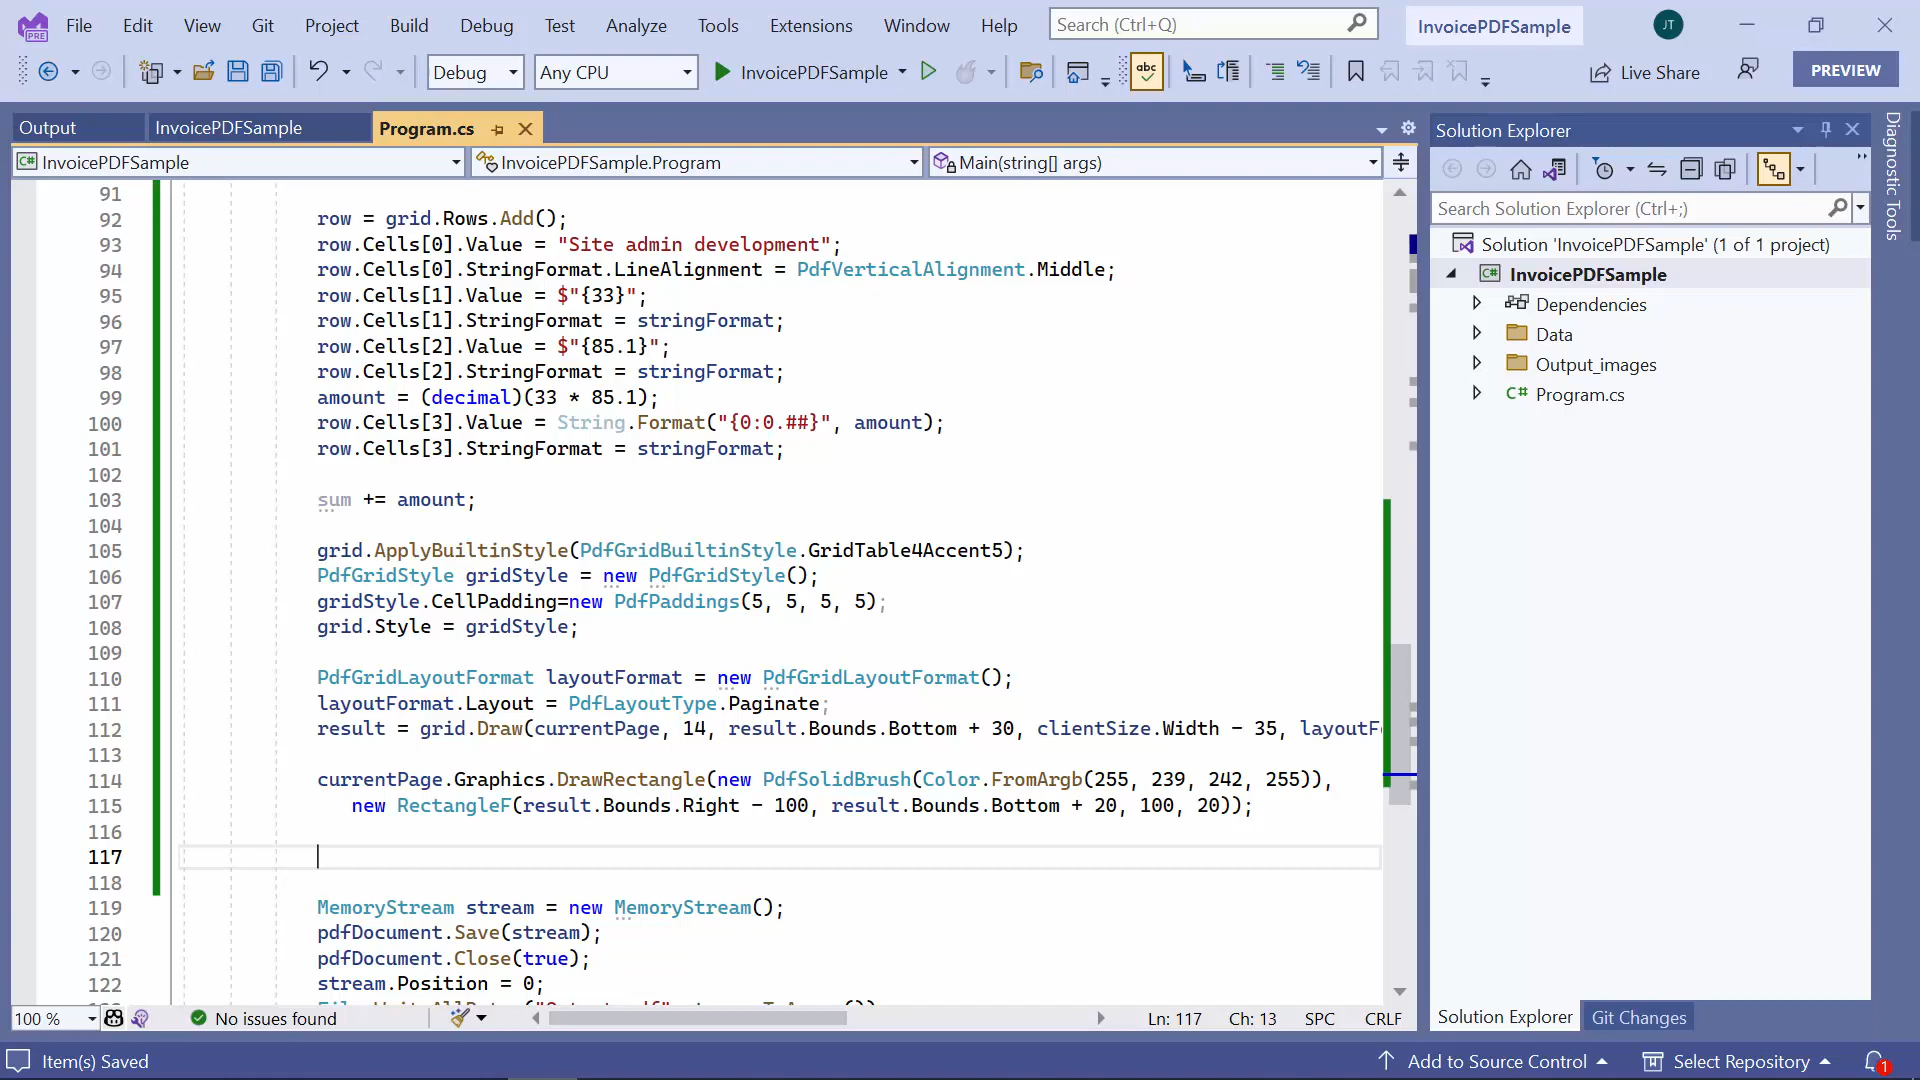 File Edit View Git Project Build Debug Test Analyze Tools Extensions Window Help Search (Ctrl+Q) InvoicePDFSample JT
PRE
Debug Any CPU InvoicePDFSample abc Live Share PREVIEW
Output InvoicePDFSample Program.cs
C# InvoicePDFSample InvoicePDFSample.Program Main(string[] args)
91
92 row = grid.Rows.Add();
93 row.Cells[0].Value = "Site admin development";
94 row.Cells[0].StringFormat.LineAlignment = PdfVerticalAlignment.Middle;
95 row.Cells[1].Value = $"{33}";
96 row.Cells[1].StringFormat = stringFormat;
97 row.Cells[2].Value = $"{85.1}";
98 row.Cells[2].StringFormat = stringFormat;
99 amount = (decimal)(33 * 85.1);
100 row.Cells[3].Value = String.Format("{0:0.##}", amount);
101 row.Cells[3].StringFormat = stringFormat;
102
103 sum += amount;
104
105 grid.ApplyBuiltinStyle(PdfGridBuiltinStyle.GridTable4Accent5);
106 PdfGridStyle gridStyle = new PdfGridStyle();
107 gridStyle.CellPadding=new PdfPaddings(5, 5, 5, 5);
108 grid.Style = gridStyle;
109
110 PdfGridLayoutFormat layoutFormat = new PdfGridLayoutFormat();
111 layoutFormat.Layout = PdfLayoutType.Paginate;
112 result = grid.Draw(currentPage, 14, result.Bounds.Bottom + 30, clientSize.Width - 35, layoutF
113
114 currentPage.Graphics.DrawRectangle(new PdfSolidBrush(Color.FromArgb(255, 239, 242, 255)),
115 new RectangleF(result.Bounds.Right - 100, result.Bounds.Bottom + 20, 100, 20));
116
117
118
119 MemoryStream stream = new MemoryStream();
120 pdfDocument.Save(stream);
121 pdfDocument.Close(true);
122 stream.Position = 0;
100 % No issues found Ln: 117 Ch: 13 SPC CRLF
Solution Explorer
Search Solution Explorer (Ctrl+;)
Solution 'InvoicePDFSample' (1 of 1 project)
C# InvoicePDFSample
Dependencies
Data
Output_images
C# Program.cs
Solution Explorer Git Changes
Diagnostic Tools
Item(s) Saved Add to Source Control Select Repository 1